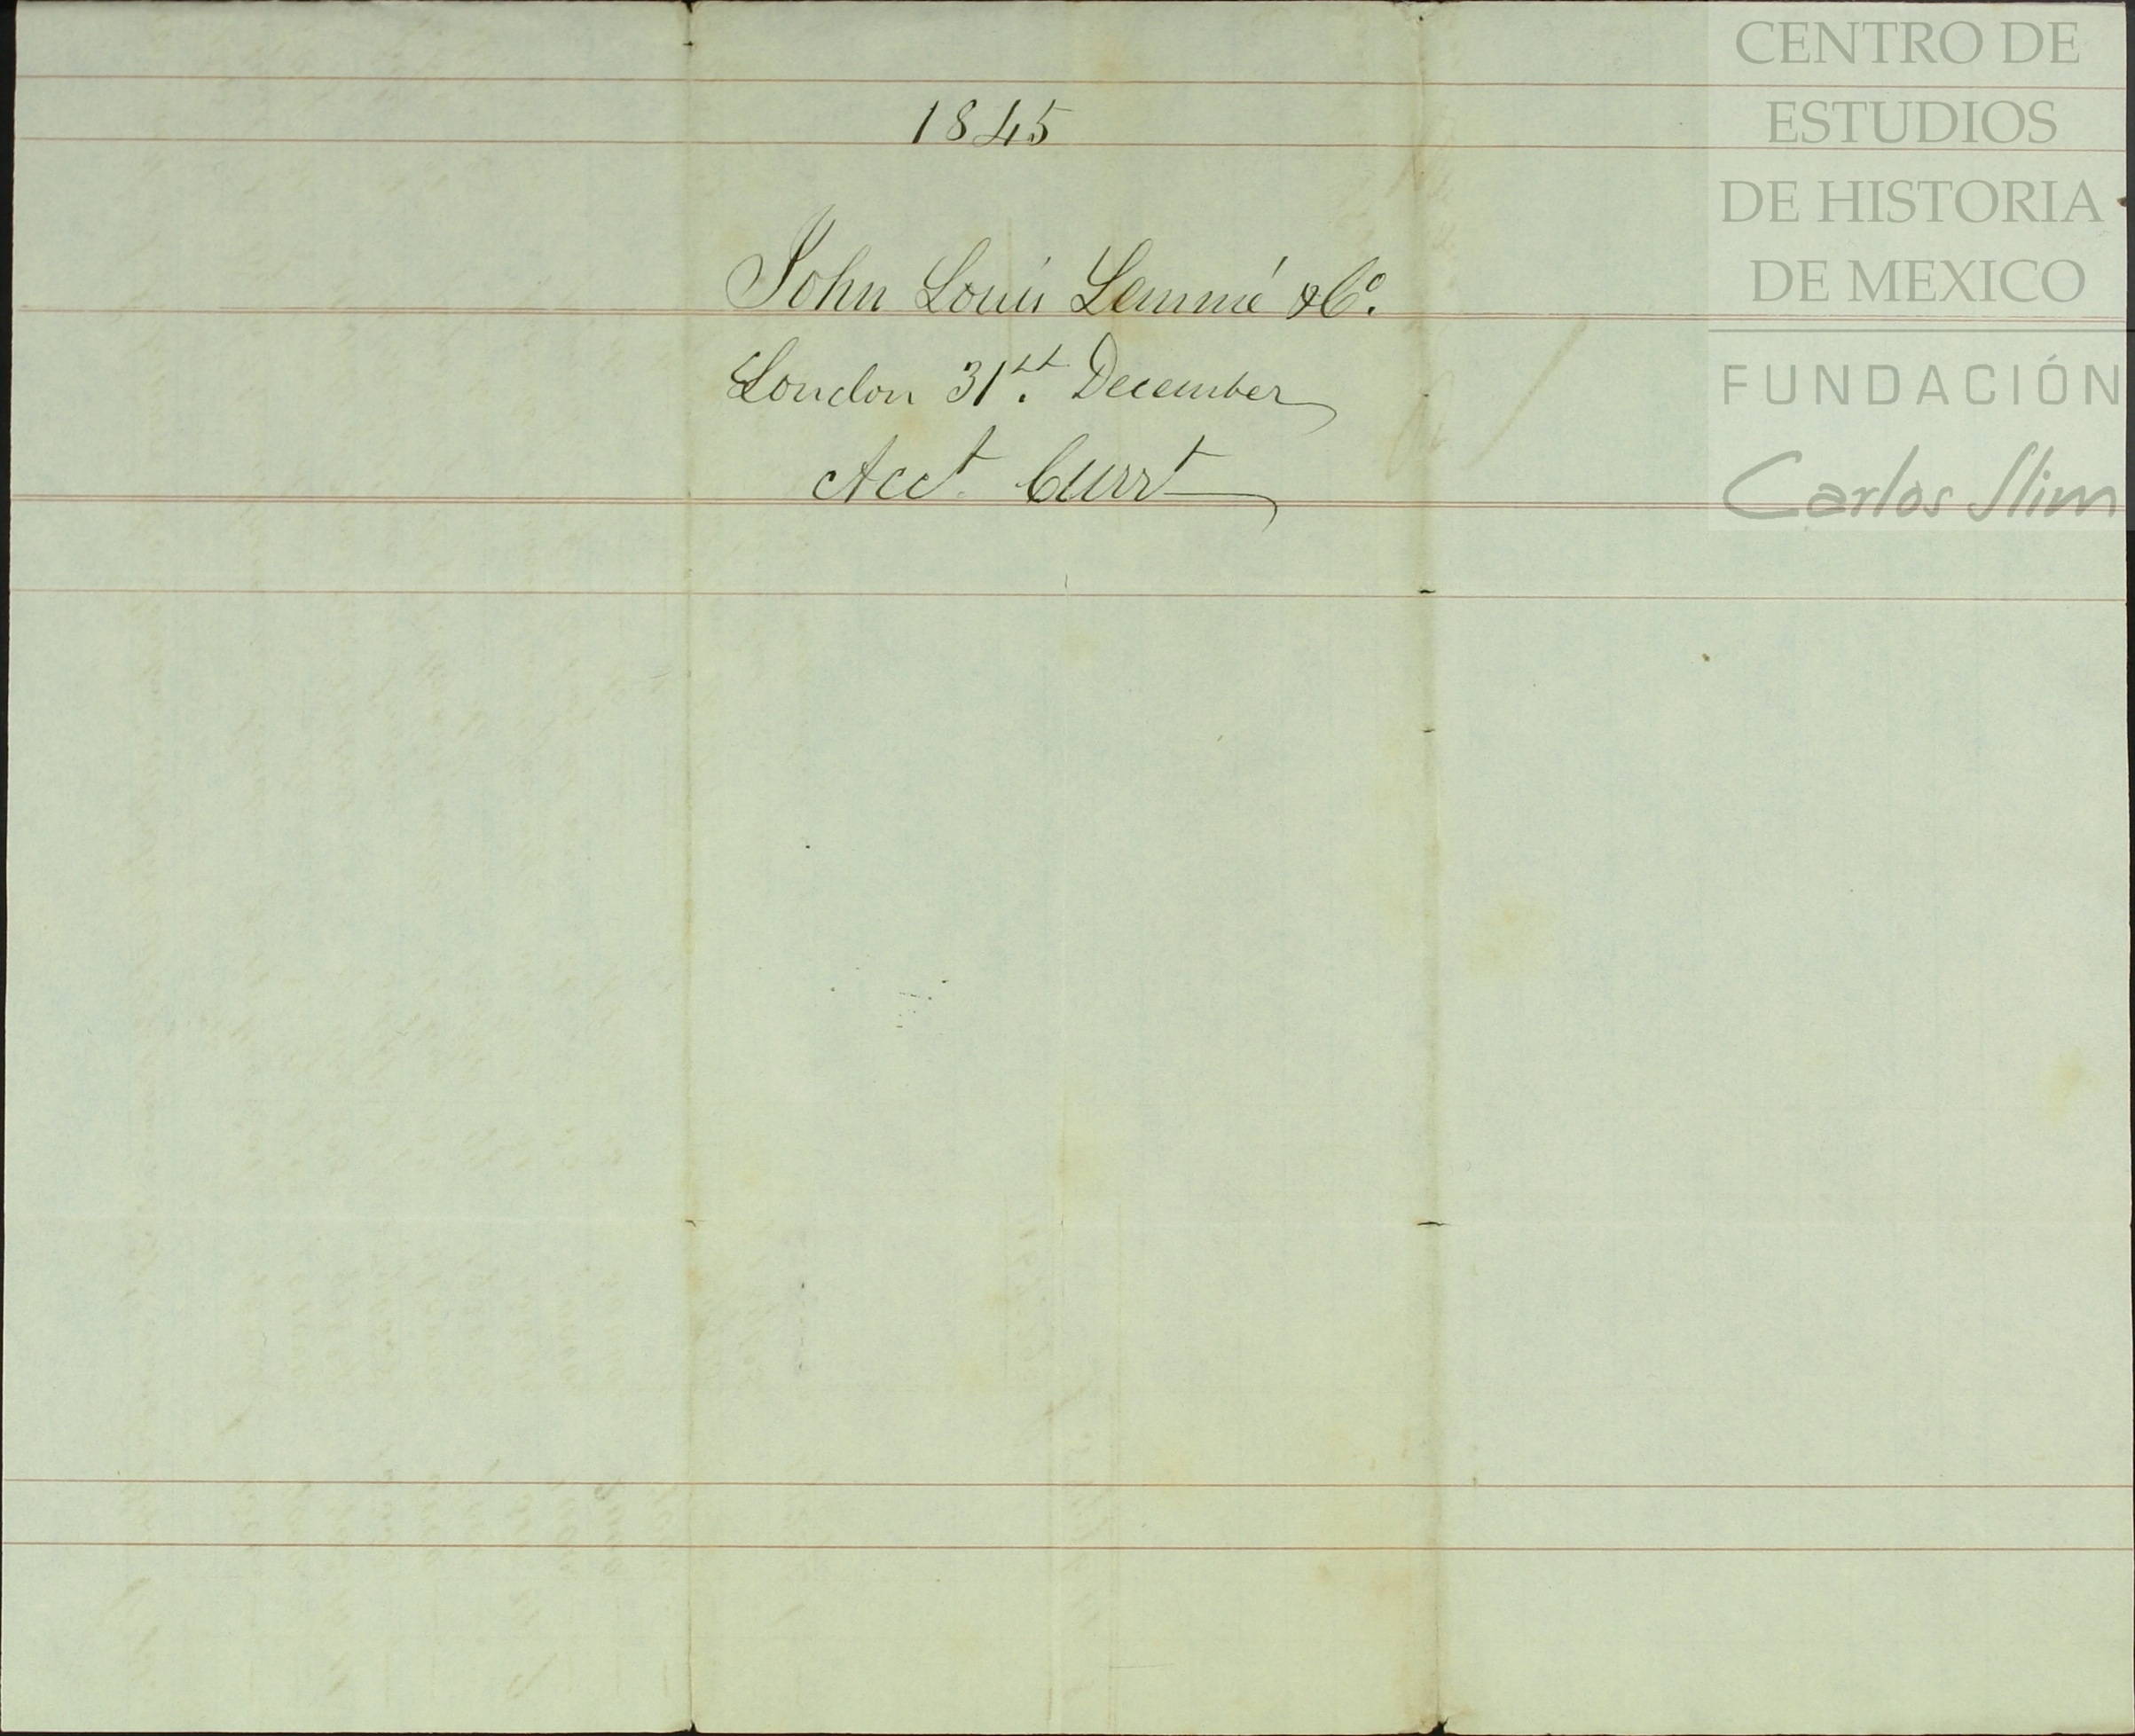 1845
John Louis Lemmé & Cº.
London 31st. December
Acct. Currt
CENTRO DE
ESTUDIOS
DE HISTORIA
DE MEXICO
FUNDACIÓN
Carlos Slim